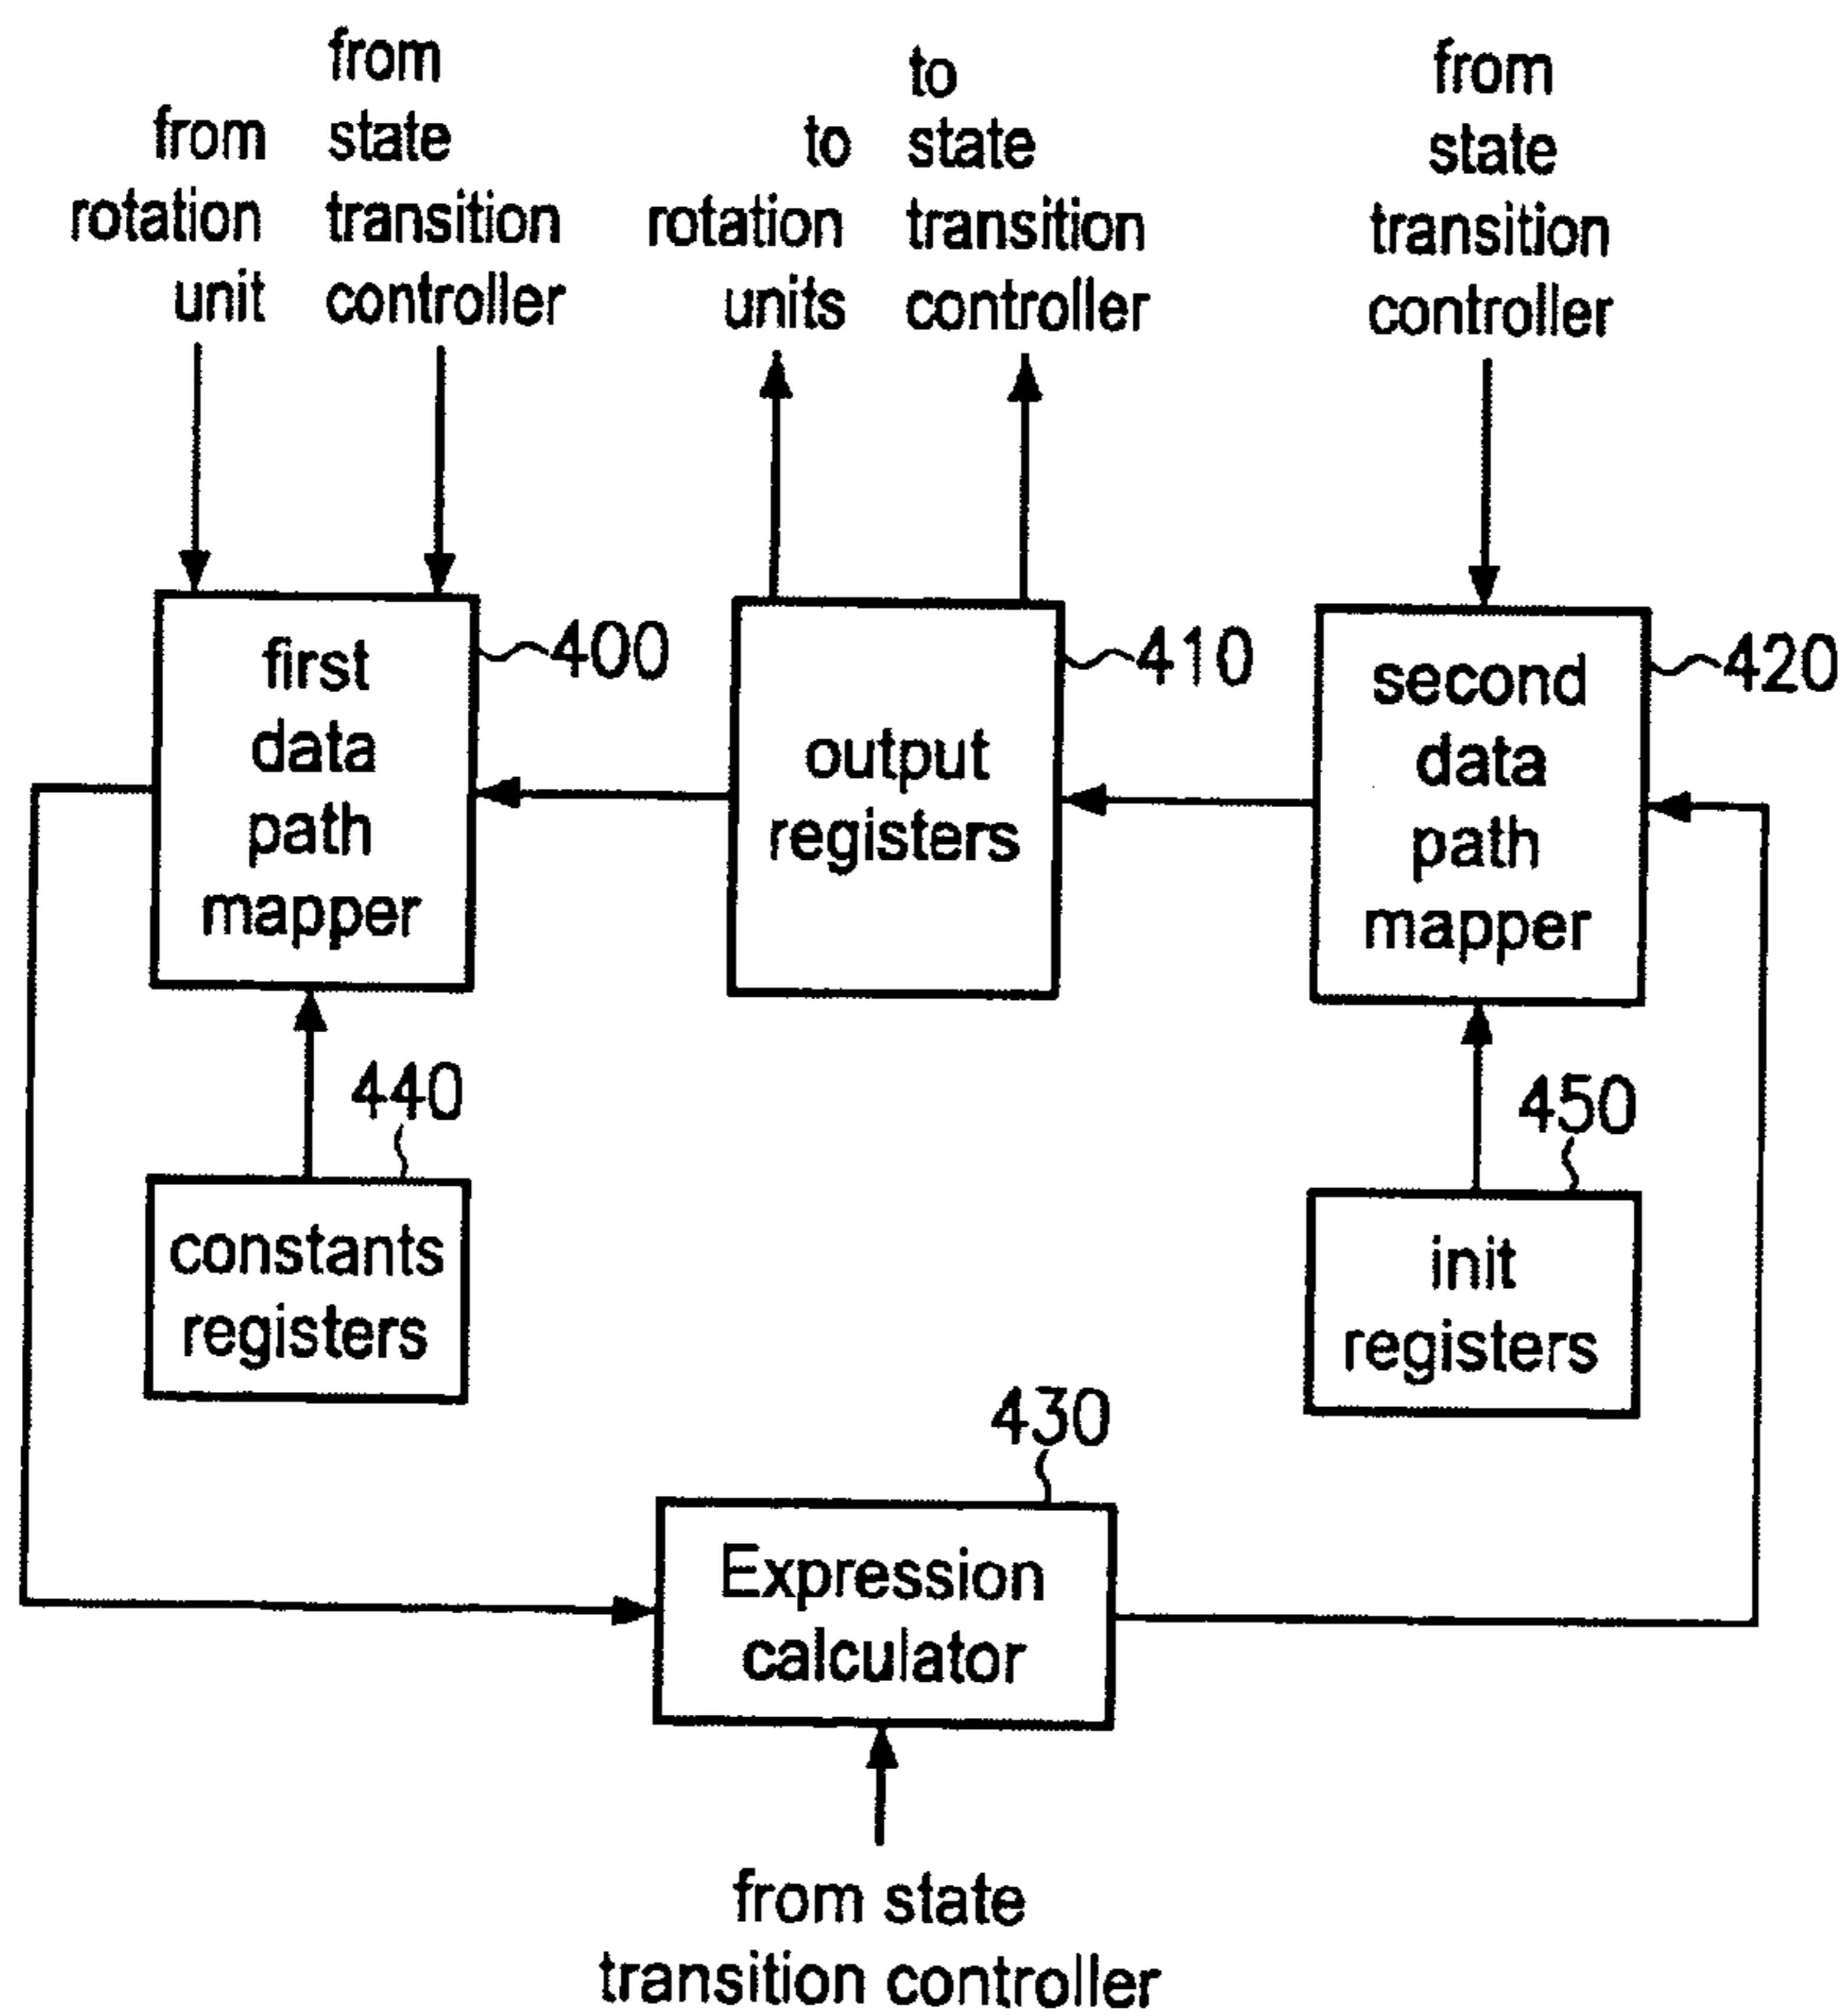 from
rotation
unit
from
state
transition
controller
to
rotation
units
to
state
transition
controller
from
state
transition
controller
first
data
path
mapper
400
output
registers
410
second
data
path
mapper
420
440
constants
registers
450
init
registers
430
Expression
calculator
from state
transition controller